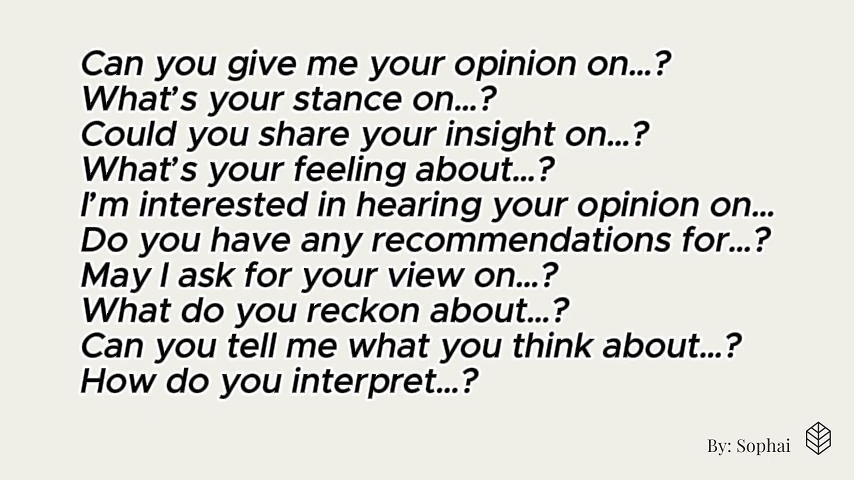 Can you give me your opinion on...?
What’s your stance on...?
Could you share your insight on...?
What’s your feeling about...?
I’m interested in hearing your opinion on...
Do you have any recommendations for...?
May I ask for your view on...?
What do you reckon about...?
Can you tell me what you think about...?
How do you interpret...?
By: Sophai